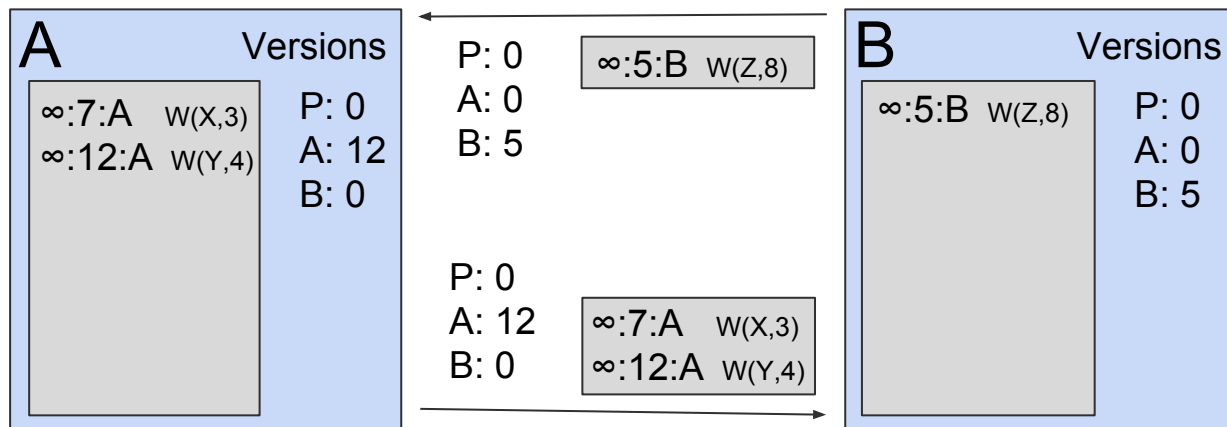 A
Versions
∞:7:A W(X,3)
∞:12:A W(Y,4)
P: 0
A: 12
B: 0
P: 0
A: 0
B: 5
∞:5:B W(Z,8)
P: 0
A: 12
B: 0
∞:7:A W(X,3)
∞:12:A W(Y,4)
B
Versions
∞:5:B W(Z,8)
P: 0
A: 0
B: 5